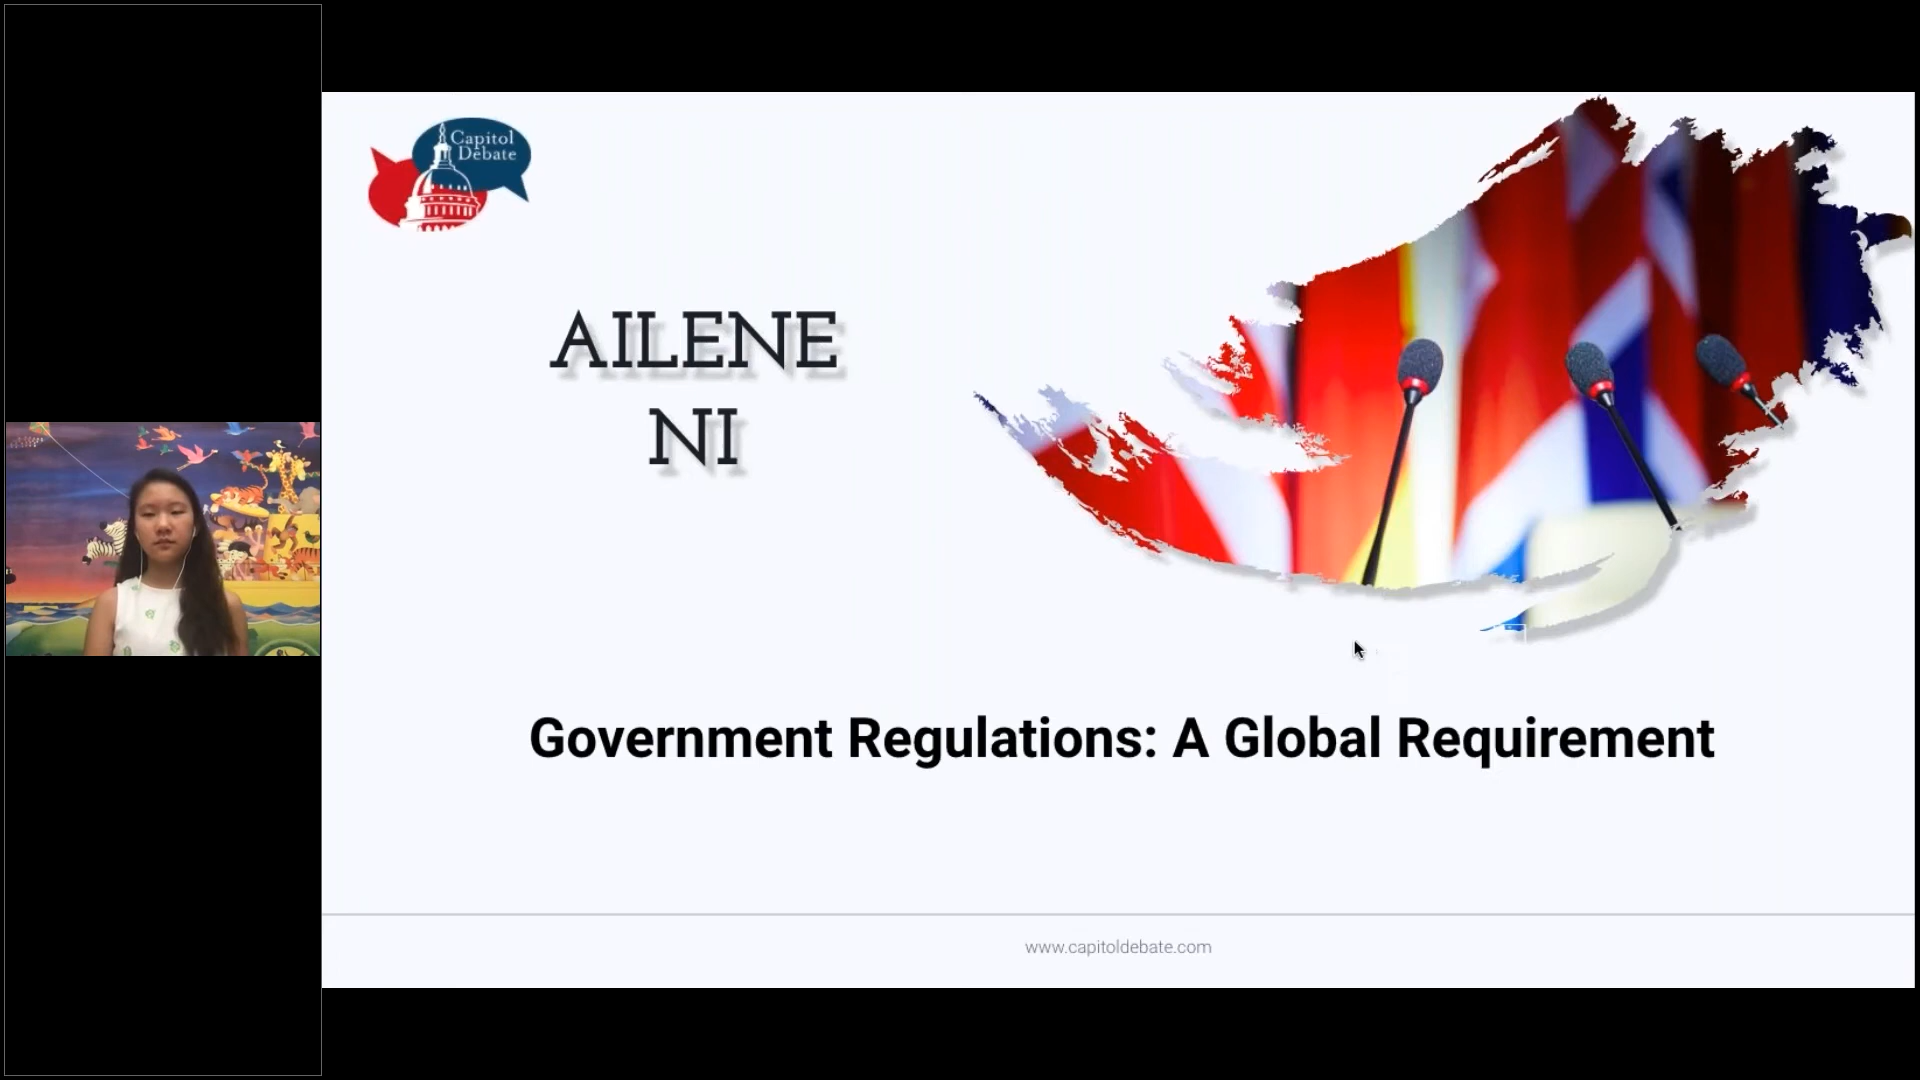 Capitol
Debate
AILENE
NI
Government Regulations: A Global Requirement
www.capitoldebate.com